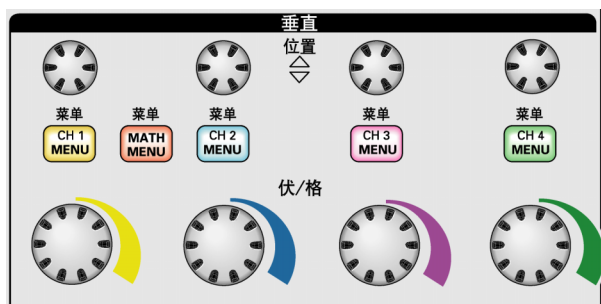 垂直
位置
菜单 菜单 菜单 菜单 菜单
CH 1 MENU
MATH MENU
CH 2 MENU
CH 3 MENU
CH 4 MENU
伏/格